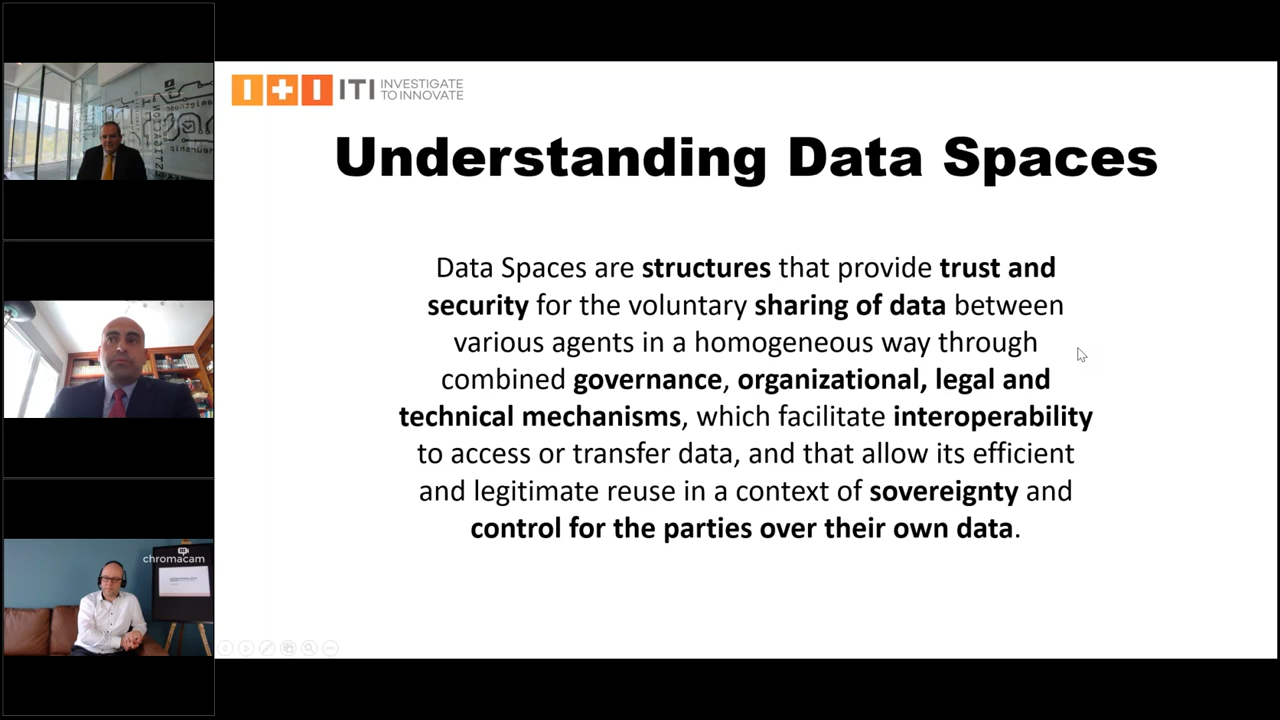 I+I ITI INVESTIGATE
TO INNOVATE
Understanding Data Spaces
Data Spaces are structures that provide trust and
security for the voluntary sharing of data between
various agents in a homogeneous way through
combined governance, organizational, legal and
technical mechanisms, which facilitate interoperability
to access or transfer data, and that allow its efficient
and legitimate reuse in a context of sovereignty and
control for the parties over their own data.
chromacam